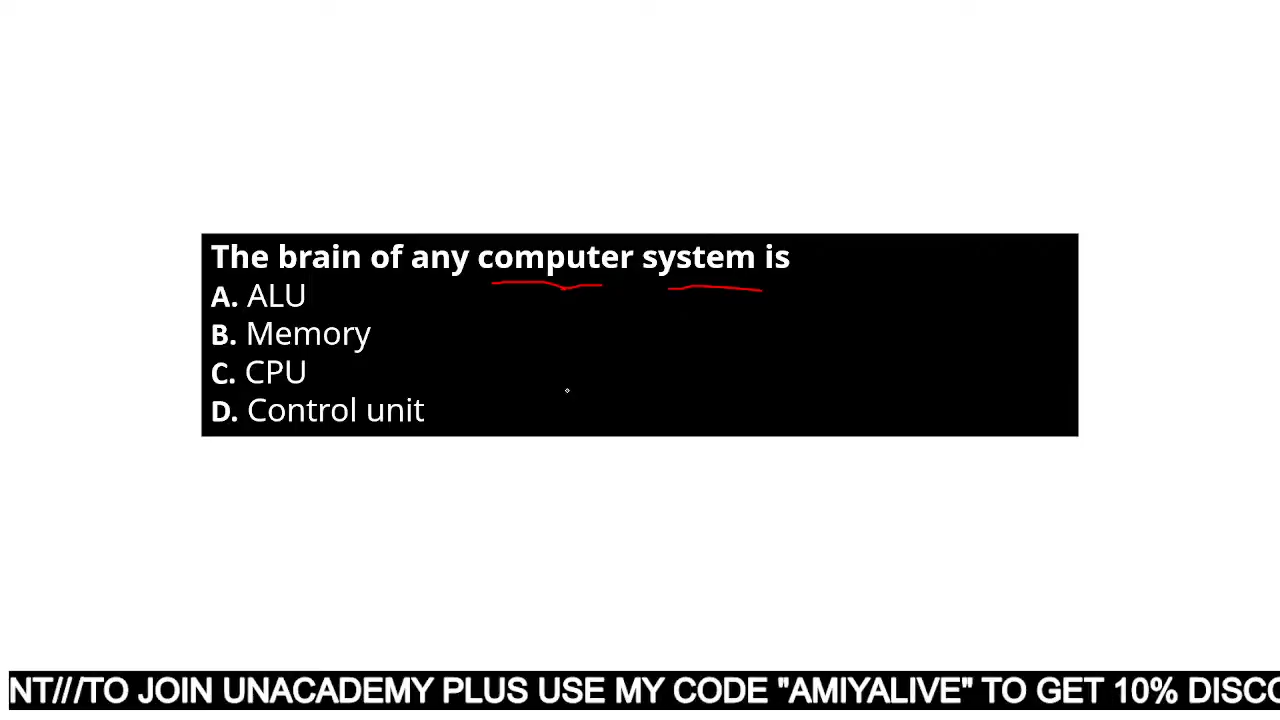 The brain of any computer system is
A. ALU
B. Memory
C. CPU
D. Control unit
NT///TO JOIN UNACADEMY PLUS USE MY CODE "AMIYALIVE" TO GET 10% DISCO